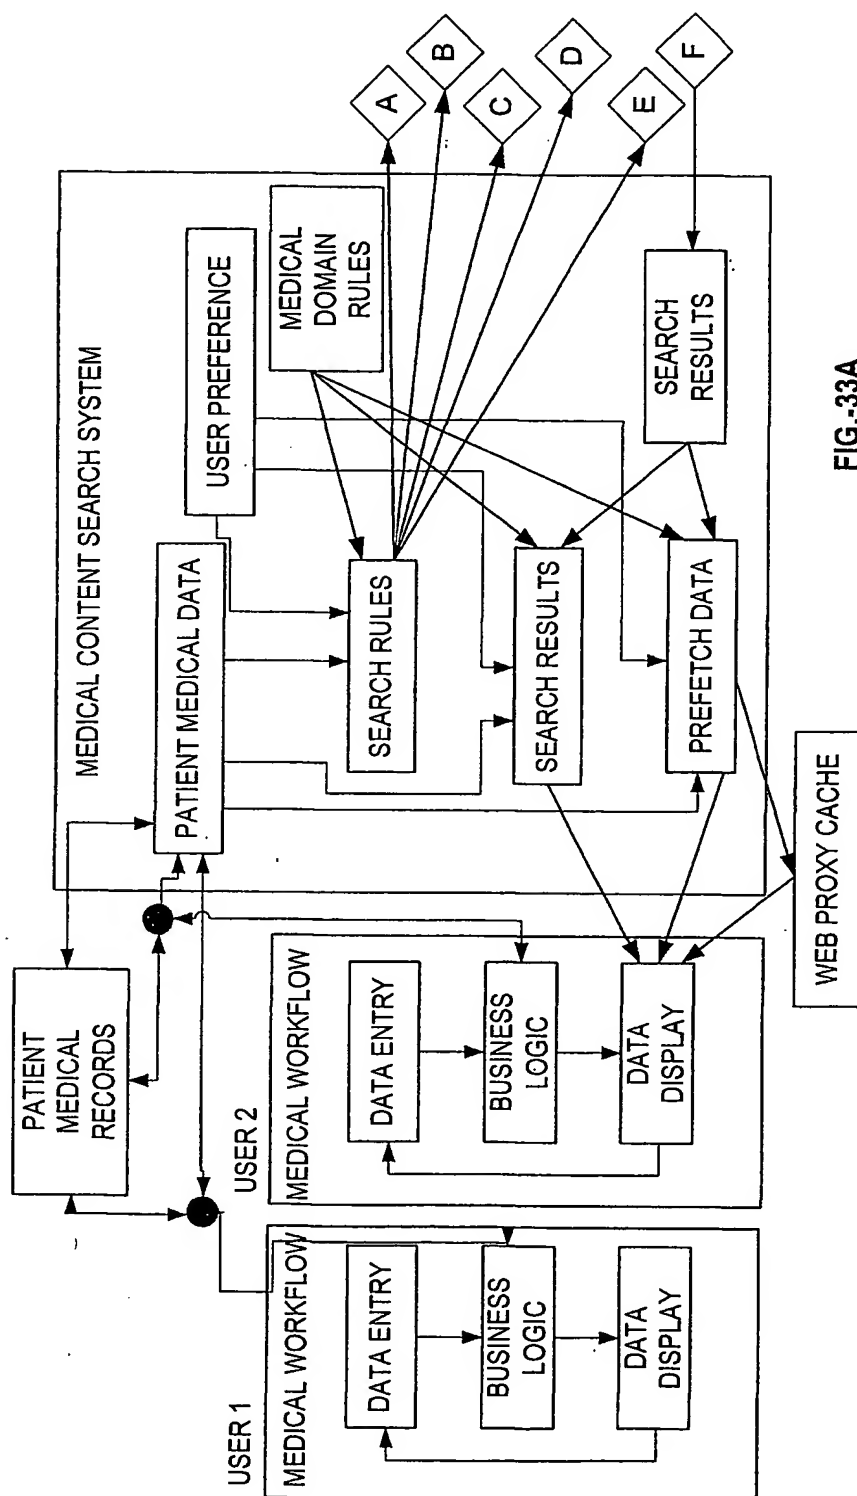 USER 1
MEDICAL WORKFLOW
DATA ENTRY
BUSINESS
LOGIC
DATA
DISPLAY
PATIENT
MEDICAL
RECORDS
USER 2
MEDICAL WORKFLOW
DATA ENTRY
BUSINESS
LOGIC
DATA
DISPLAY
WEB PROXY CACHE
MEDICAL CONTENT SEARCH SYSTEM
PATIENT MEDICAL DATA
USER PREFERENCE
MEDICAL
DOMAIN
RULES
SEARCH RULES
SEARCH RESULTS
PREFETCH DATA
SEARCH
RESULTS
A
B
C
D
E
F
FIG.-33A